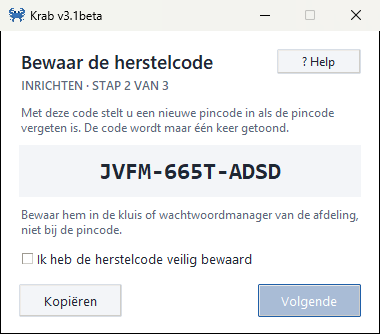 Krab v3.1beta
Bewaar de herstelcode
? Help
INRICHTEN · STAP 2 VAN 3
Met deze code stelt u een nieuwe pincode in als de pincode
vergeten is. De code wordt maar één keer getoond.
JVFM-665T-ADSD
Bewaar hem in de kluis of wachtwoordmanager van de afdeling,
niet bij de pincode.
Ik heb de herstelcode veilig bewaard
Kopiëren
Volgende